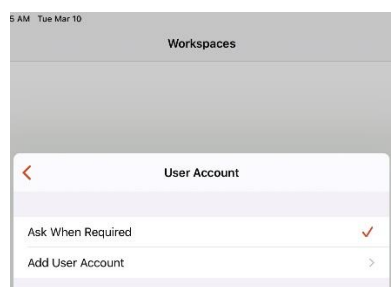 5 AM Tue Mar 10
Workspaces
User Account
Ask When Required
Add User Account